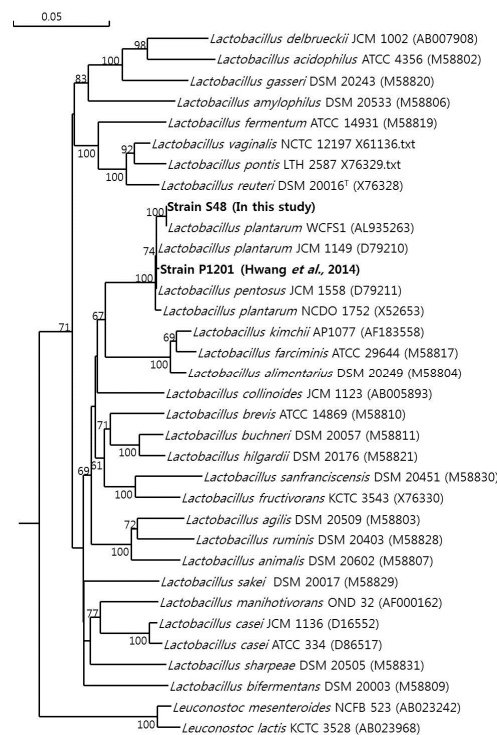 0.05
98
Lactobacillus delbrueckii JCM 1002 (AB007908)
100
Lactobacillus acidophilus ATCC 4356 (M58802)
83
Lactobacillus gasseri DSM 20243 (M58820)
Lactobacillus amylophilus DSM 20533 (M58806)
Lactobacillus fermentum ATCC 14931 (M58819)
100
92
Lactobacillus vaginalis NCTC 12197 X61136.txt
Lactobacillus pontis LTH 2587 X76329.txt
100
Lactobacillus reuteri DSM 20016ᵀ (X76328)
100
Strain S48 (In this study)
Lactobacillus plantarum WCFS1 (AL935263)
74
Lactobacillus plantarum JCM 1149 (D79210)
Strain P1201 (Hwang et al., 2014)
100
Lactobacillus pentosus JCM 1558 (D79211)
Lactobacillus plantarum NCDO 1752 (X52653)
67
71
69
Lactobacillus kimchii AP1077 (AF183558)
Lactobacillus farciminis ATCC 29644 (M58817)
100
Lactobacillus alimentarius DSM 20249 (M58804)
Lactobacillus collinoides JCM 1123 (AB005893)
Lactobacillus brevis ATCC 14869 (M58810)
71
Lactobacillus buchneri DSM 20057 (M58811)
100
Lactobacillus hilgardii DSM 20176 (M58821)
69
61
Lactobacillus sanfranciscensis DSM 20451 (M58830)
100
Lactobacillus fructivorans KCTC 3543 (X76330)
Lactobacillus agilis DSM 20509 (M58803)
72
Lactobacillus ruminis DSM 20403 (M58828)
100
Lactobacillus animalis DSM 20602 (M58807)
Lactobacillus sakei DSM 20017 (M58829)
Lactobacillus manihotivorans OND 32 (AF000162)
77
Lactobacillus casei JCM 1136 (D16552)
100
Lactobacillus casei ATCC 334 (D86517)
Lactobacillus sharpeae DSM 20505 (M58831)
Lactobacillus bifermentans DSM 20003 (M58809)
Leuconostoc mesenteroides NCFB 523 (AB023242)
100
Leuconostoc lactis KCTC 3528 (AB023968)